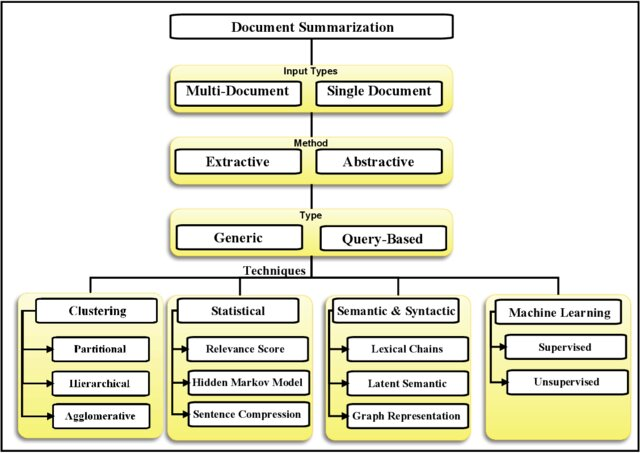 Document Summarization
Input Types
Multi-Document Single Document
Method
Extractive Abstractive
Type
Generic Query-Based
Techniques
Clustering
Partitional
Hierarchical
Agglomerative
Statistical
Relevance Score
Hidden Markov Model
Sentence Compression
Semantic & Syntactic
Lexical Chains
Latent Semantic
Graph Representation
Machine Learning
Supervised
Unsupervised